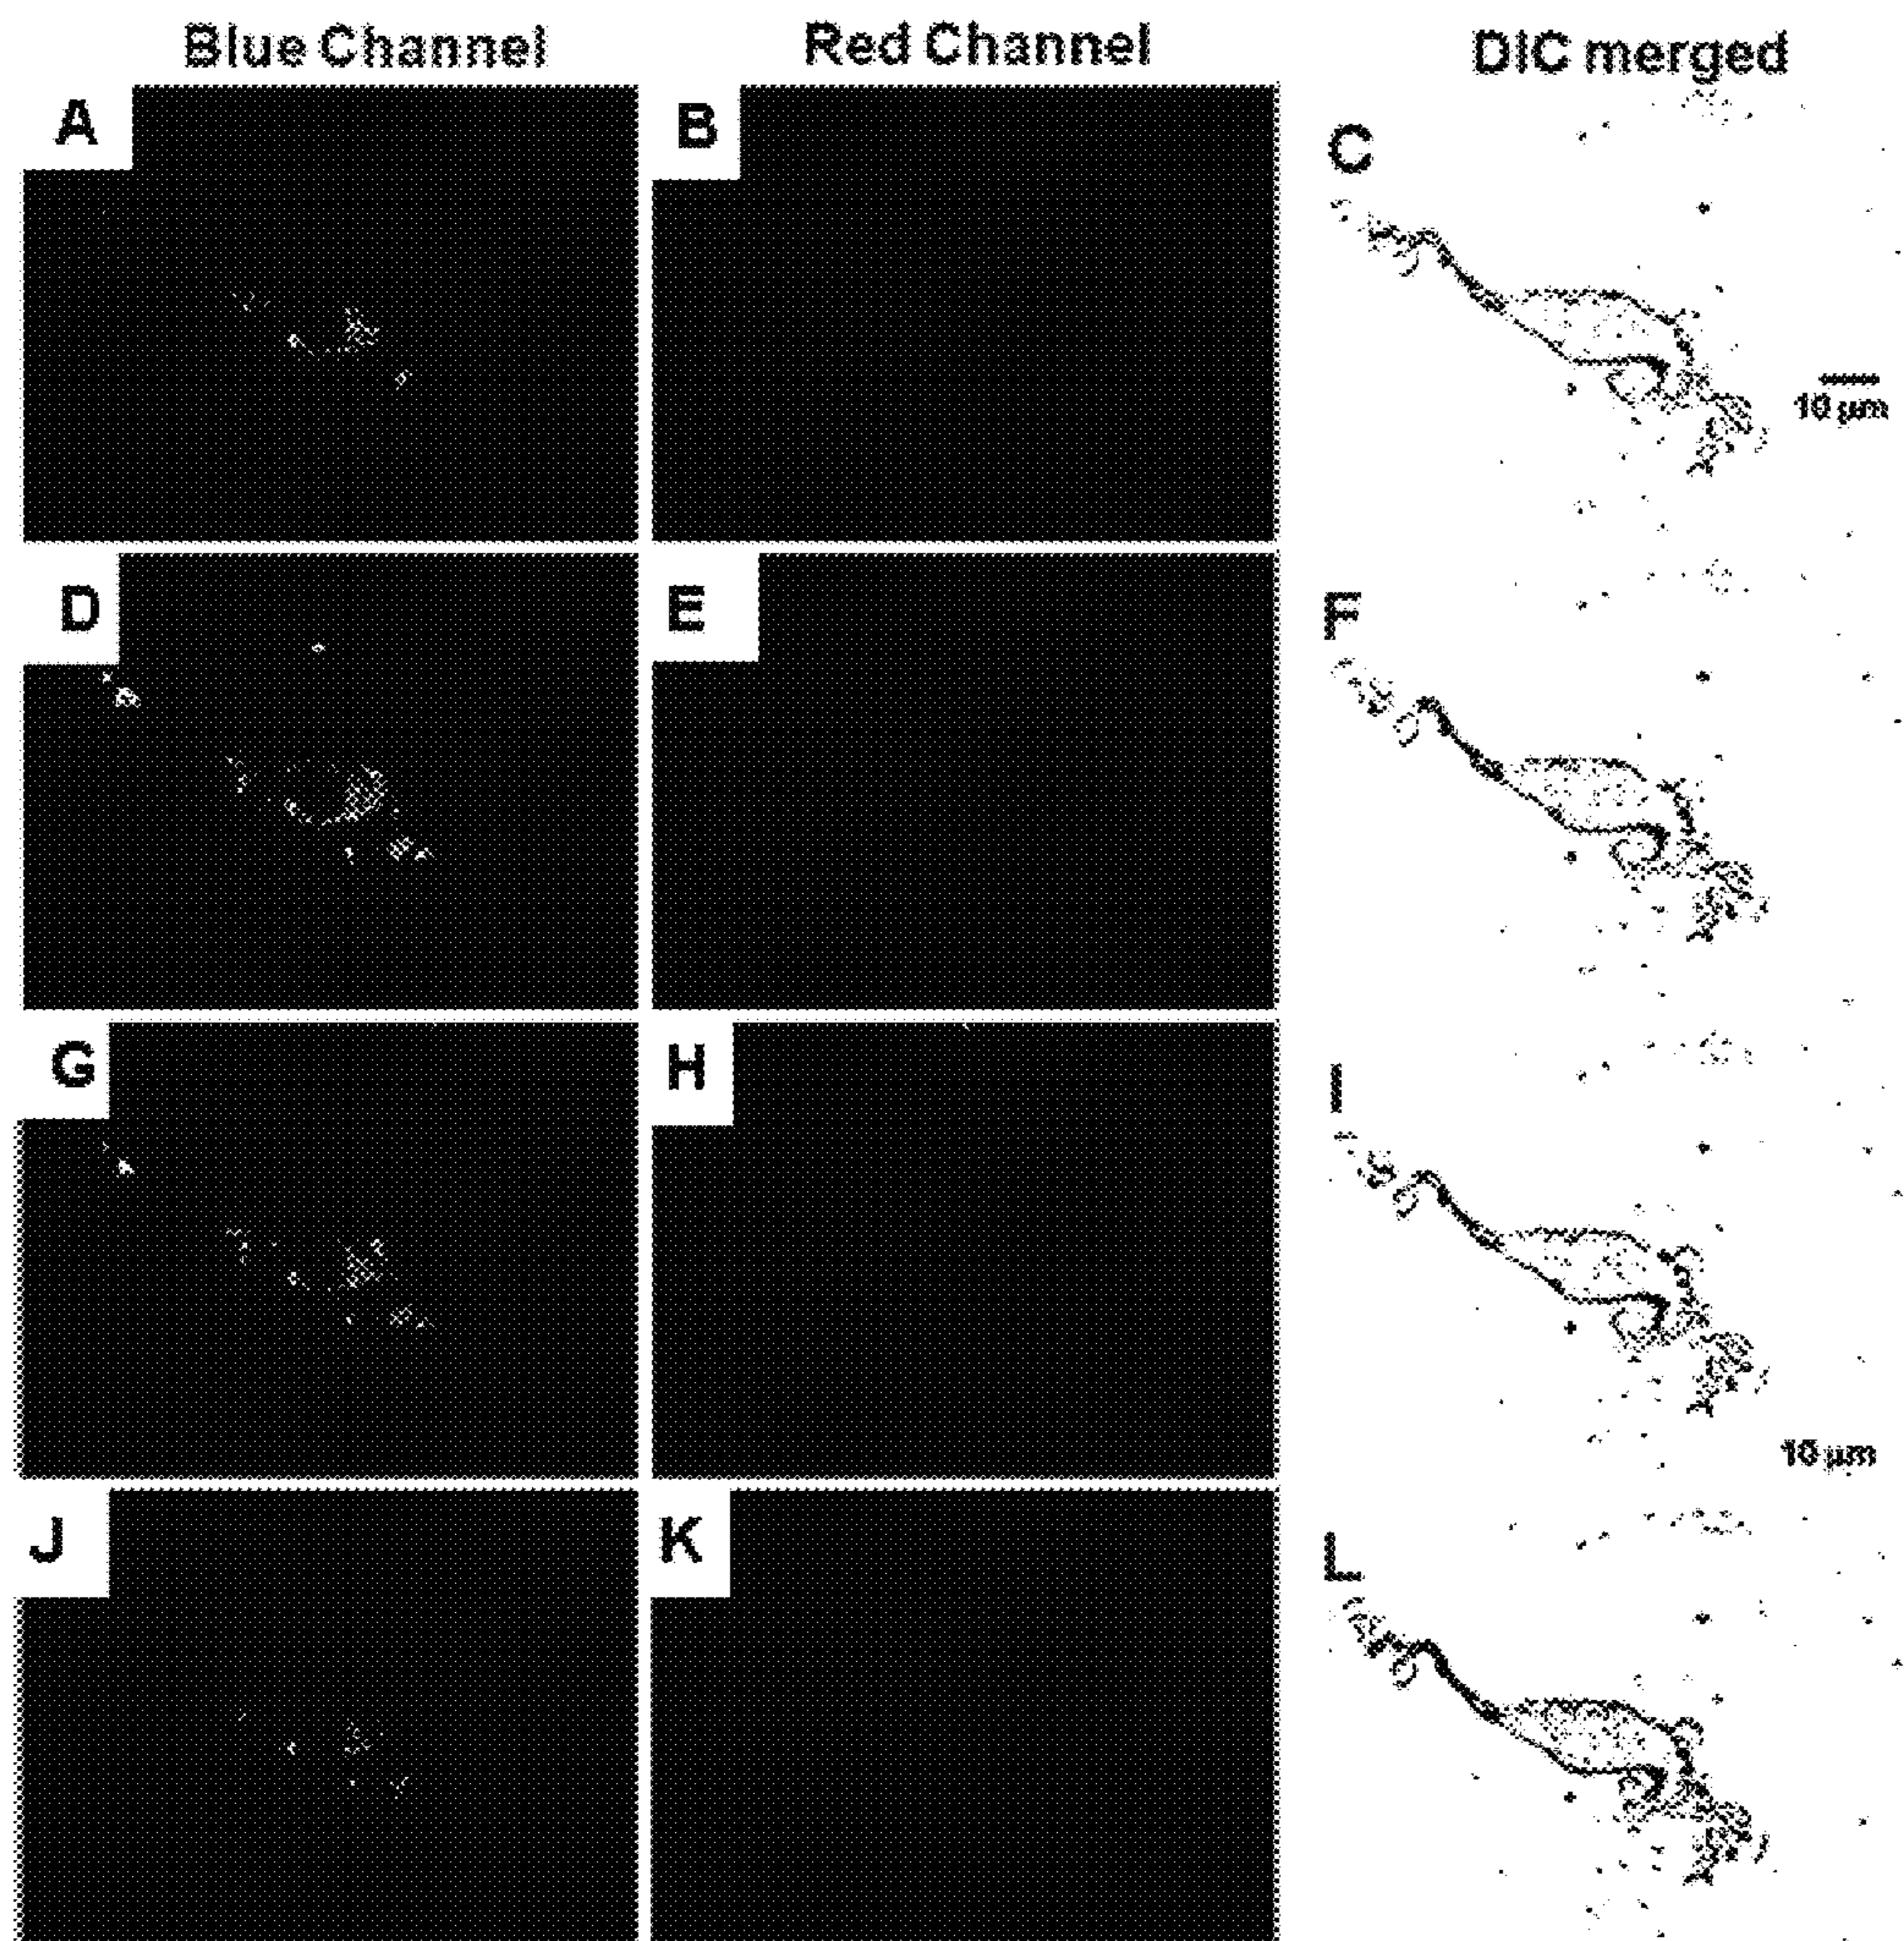 Blue Channel Red Channel DIC merged
A B C
10 µm
D E F
G H I
10 µm
J K L